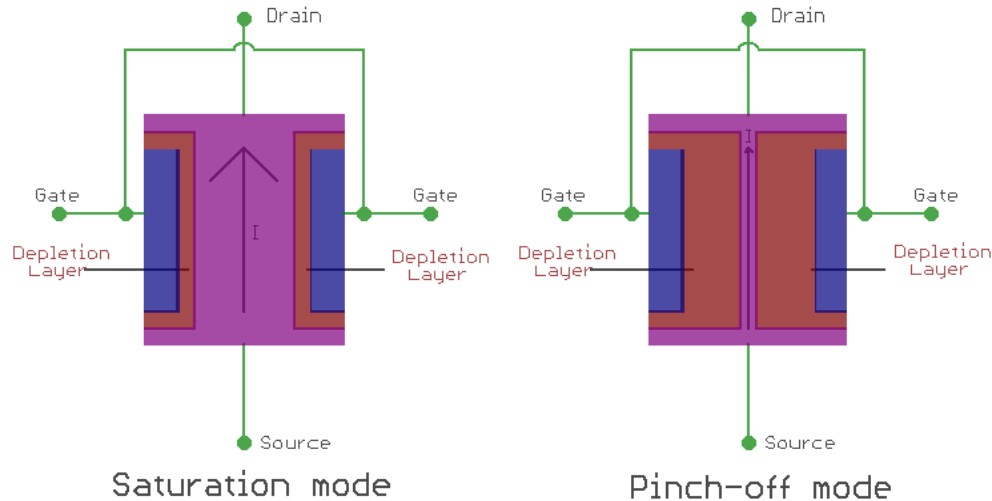 Drain
Gate
Gate
I
Depletion
Layer
Depletion
Layer
Source
Saturation mode
Drain
I
Gate
Gate
Depletion
Layer
Depletion
Layer
Source
Pinch-off mode